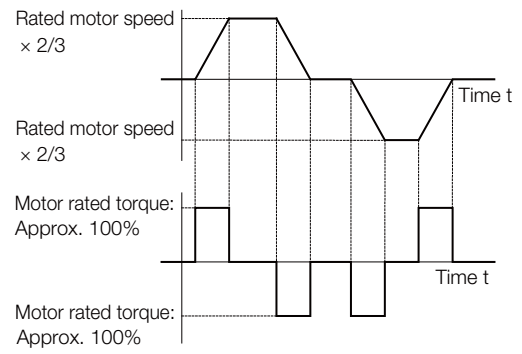 Rated motor speed
× 2/3
Time t
Rated motor speed
× 2/3
Motor rated torque:
Approx. 100%
Time t
Motor rated torque:
Approx. 100%